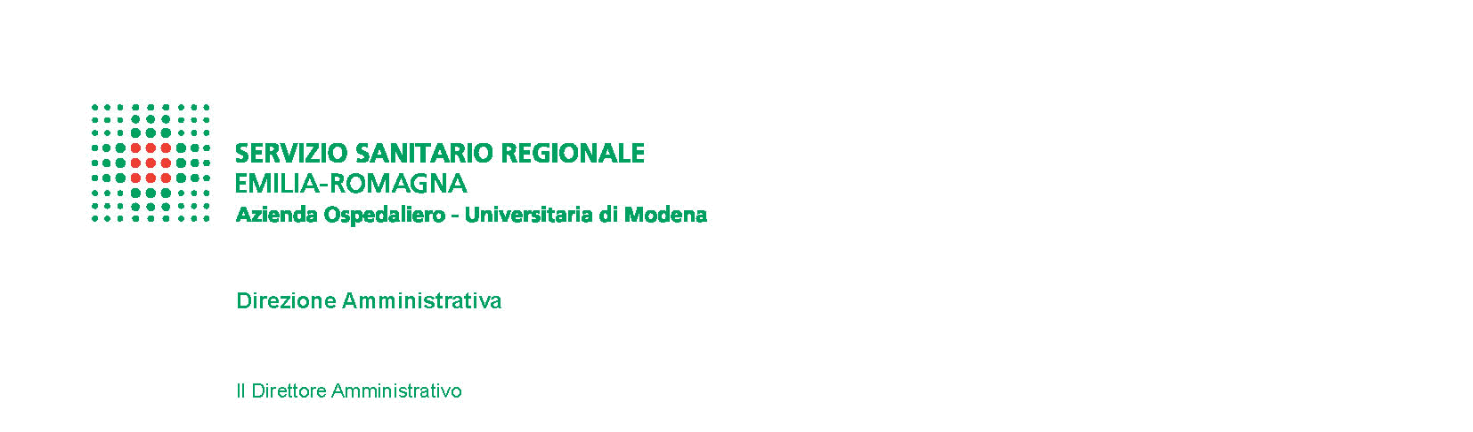 SERVIZIO SANITARIO REGIONALE
EMILIA-ROMAGNA
Azienda Ospedaliero - Universitaria di Modena
Direzione Amministrativa
Il Direttore Amministrativo